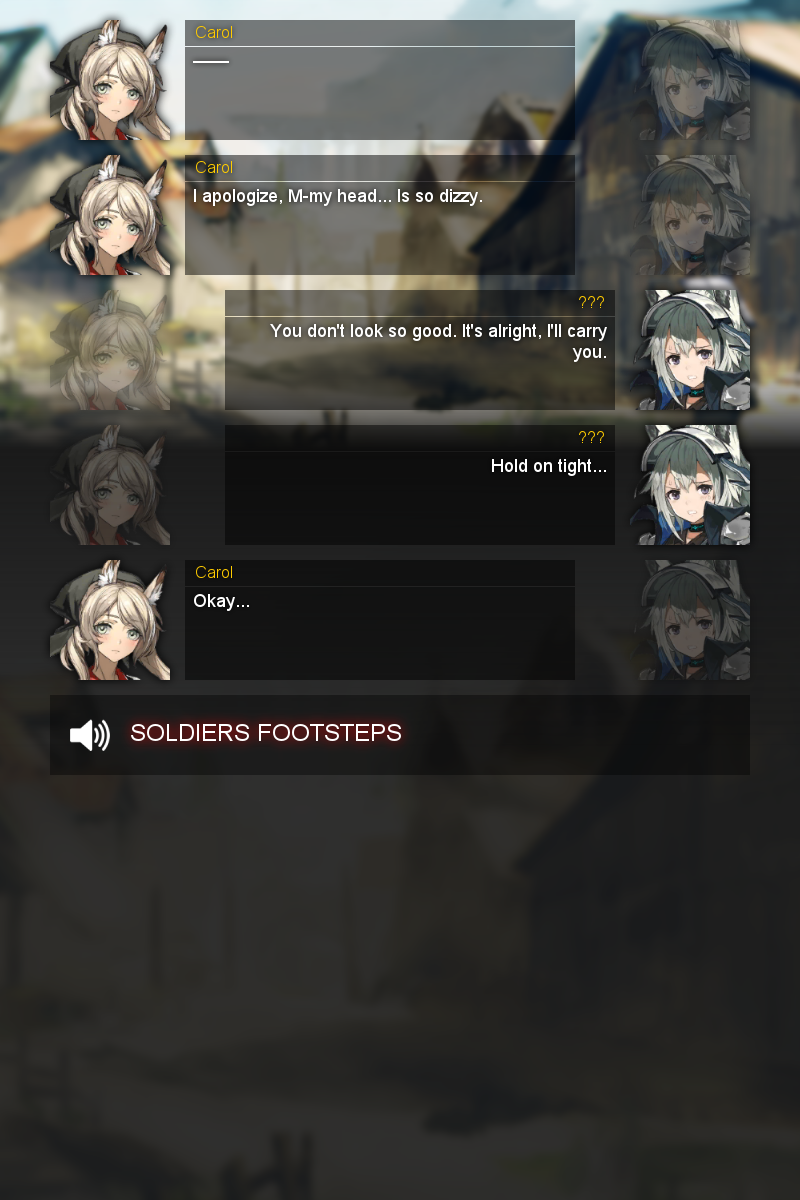 Carol
——
Carol
I apologize, M-my head... Is so dizzy.
???
You don't look so good. It's alright, I'll carry
you.
???
Hold on tight...
Carol
Okay...
SOLDIERS FOOTSTEPS